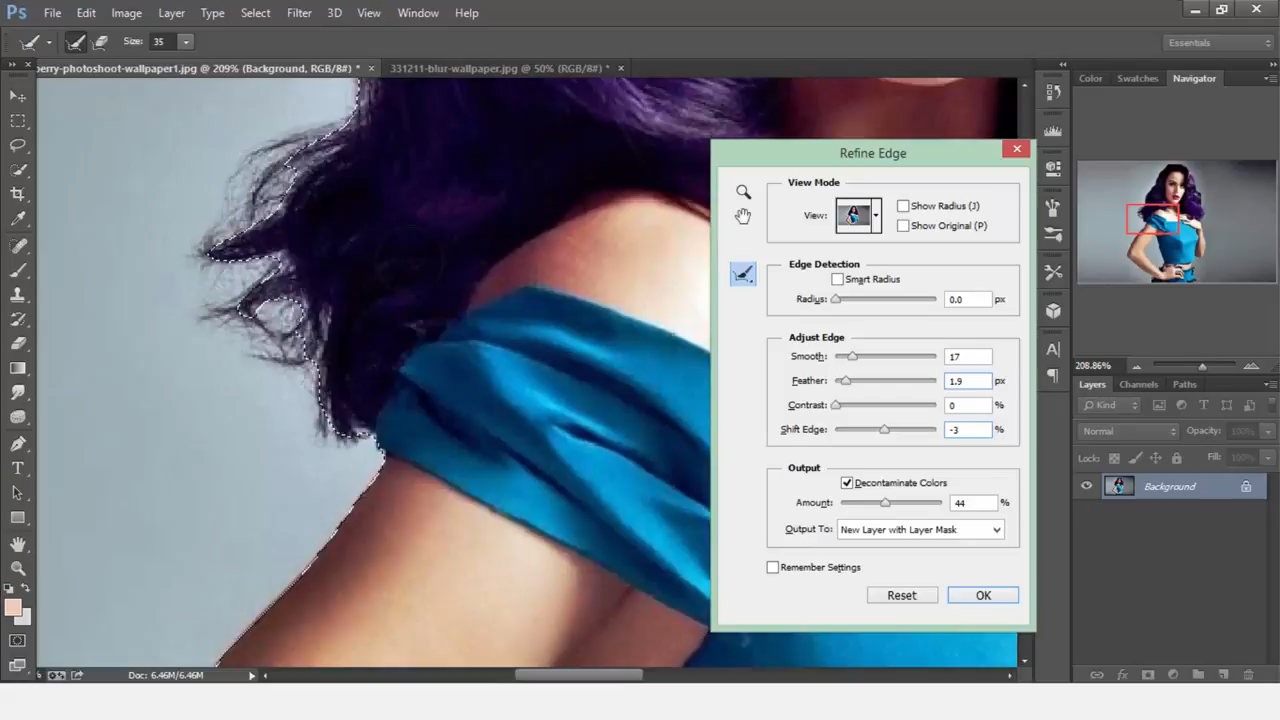 Ps File Edit Image Layer Type Select Filter 3D View Window Help
Size: 35 Essentials
berry-photoshoot-wallpaper1.jpg @ 209% (Background, RGB/8#) * × 331211-blur-wallpaper.jpg @ 50% (RGB/8#) * ×
Color Swatches Navigator
Refine Edge
View Mode
View: Show Radius (J)
Show Original (P)
Edge Detection
Smart Radius
Radius: 0.0 px
Adjust Edge
Smooth: 17
Feather: 1.9 px
Contrast: 0 %
Shift Edge: -3 %
Output
Decontaminate Colors
Amount: 44 %
Output To: New Layer with Layer Mask
Remember Settings
Reset OK
208.86%
Layers Channels Paths
Kind
Normal Opacity: 100%
Lock: Fill: 100%
Background
Doc: 6.46M/6.46M